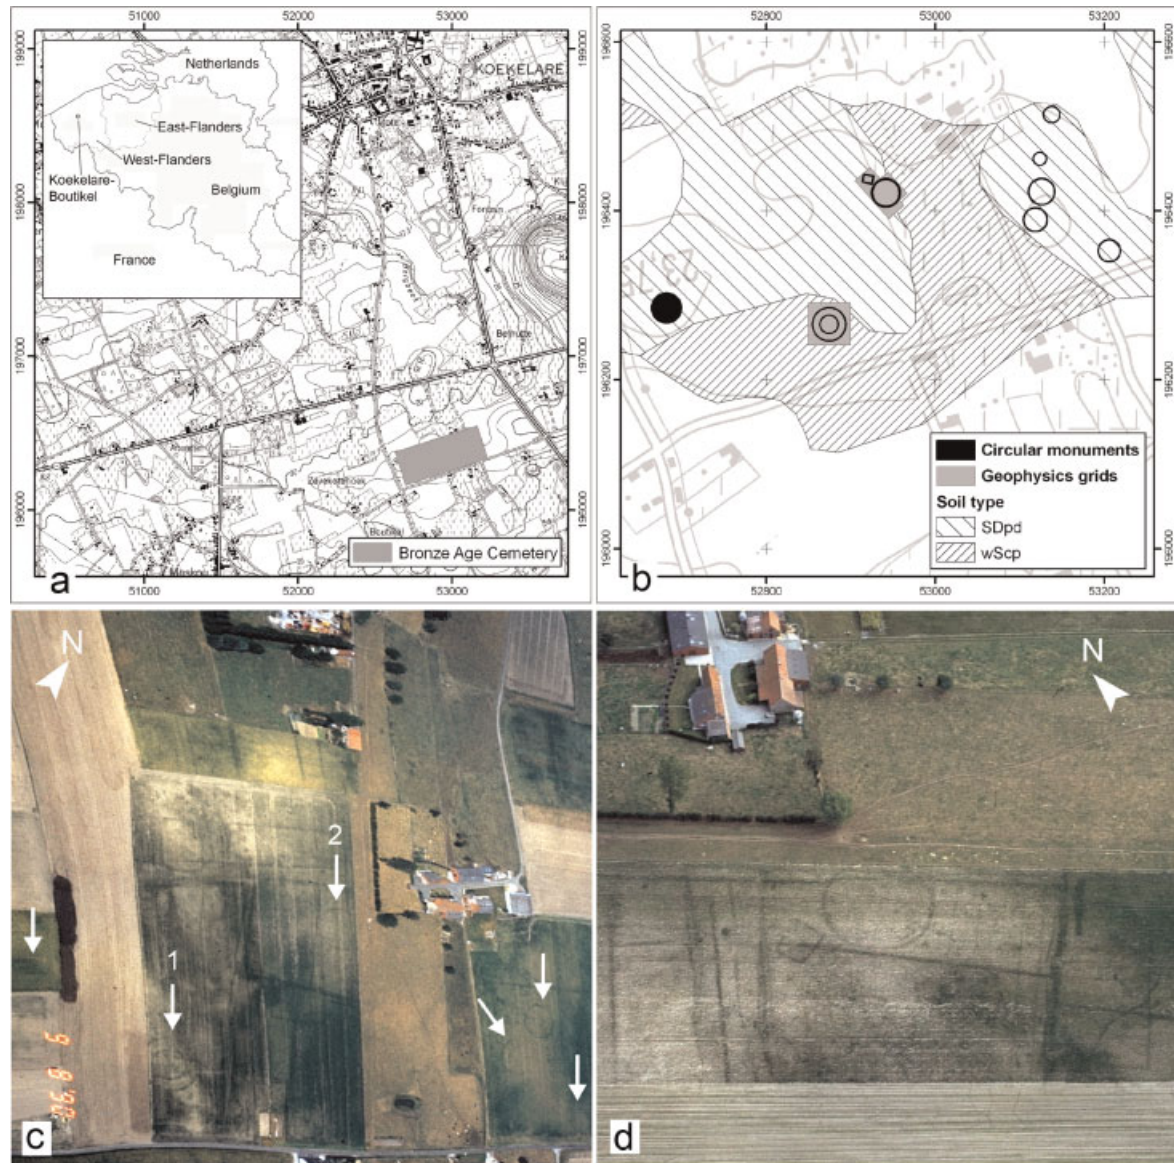 51000 52000 53000
199000
199000
198000
198000
197000
197000
196000
196000
Netherlands
East-Flanders
West-Flanders
Koekelare-
Boutikel
Belgium
France
KOEKELARE
Bronze Age Cemetery
a
51000 52000 53000
52800 53000 53200
196600
196600
196400
196400
196200
196200
196000
196000
Circular monuments
Geophysics grids
Soil type
SDpd
wScp
b
52800 53000 53200
N
1
2
c
N
d